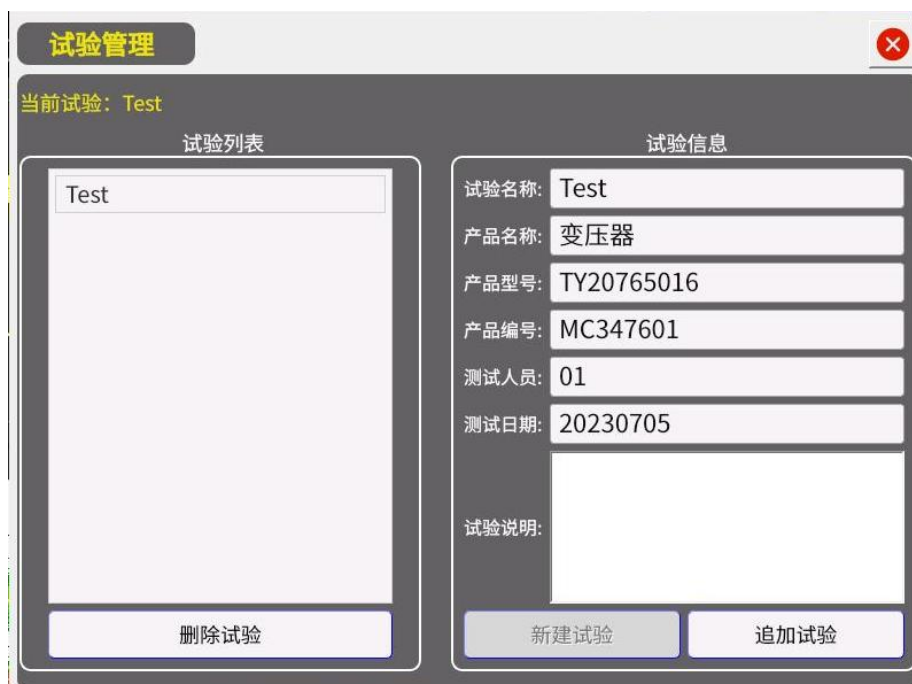 试验管理
当前试验：Test
试验列表
Test
删除试验
试验信息
试验名称: Test
产品名称: 变压器
产品型号: TY20765016
产品编号: MC347601
测试人员: 01
测试日期: 20230705
试验说明:
新建试验
追加试验